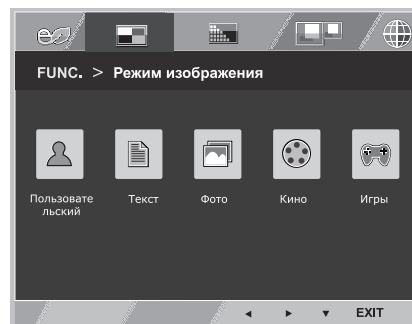 FUNC. > Режим изображения
Пользовате
льский
Текст
Фото
Кино
Игры
EXIT